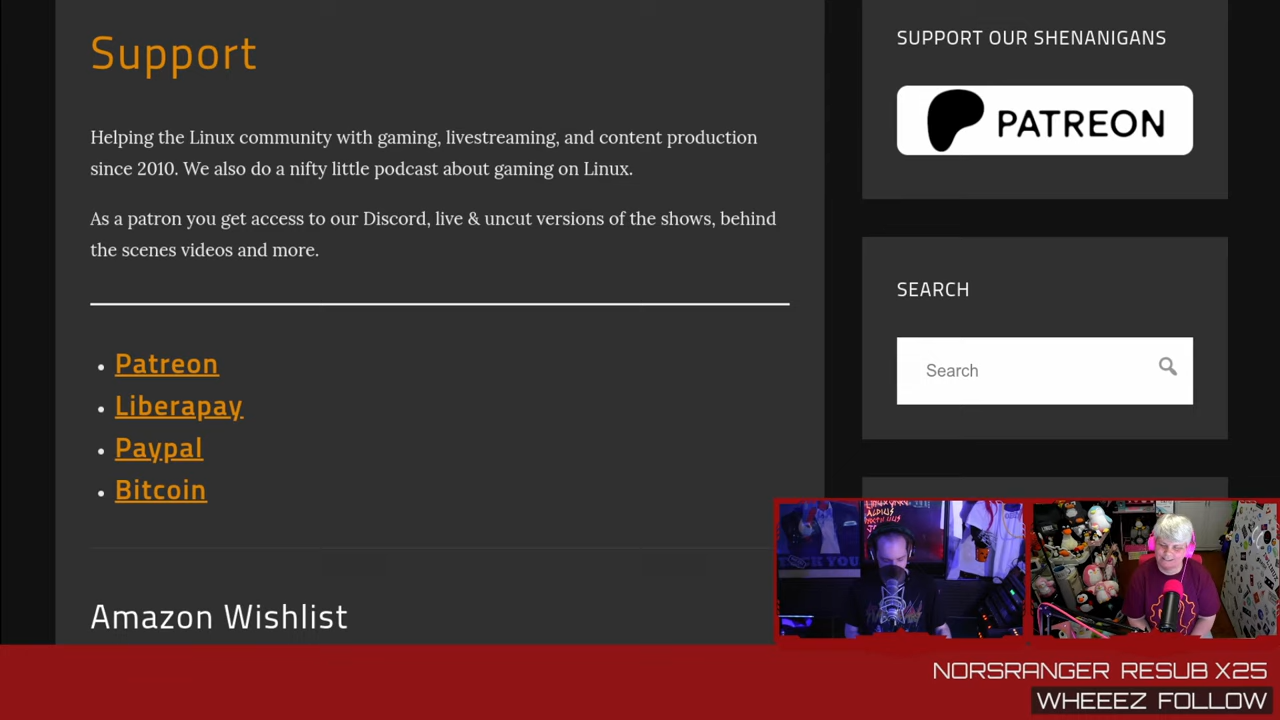 Support
Helping the Linux community with gaming, livestreaming, and content production
since 2010. We also do a nifty little podcast about gaming on Linux.
As a patron you get access to our Discord, live & uncut versions of the shows, behind
the scenes videos and more.
Patreon
Liberapay
Paypal
Bitcoin
Amazon Wishlist
SUPPORT OUR SHENANIGANS
PATREON
SEARCH
Search
NORSRANGER RESUB X25
WHEEEZ FOLLOW